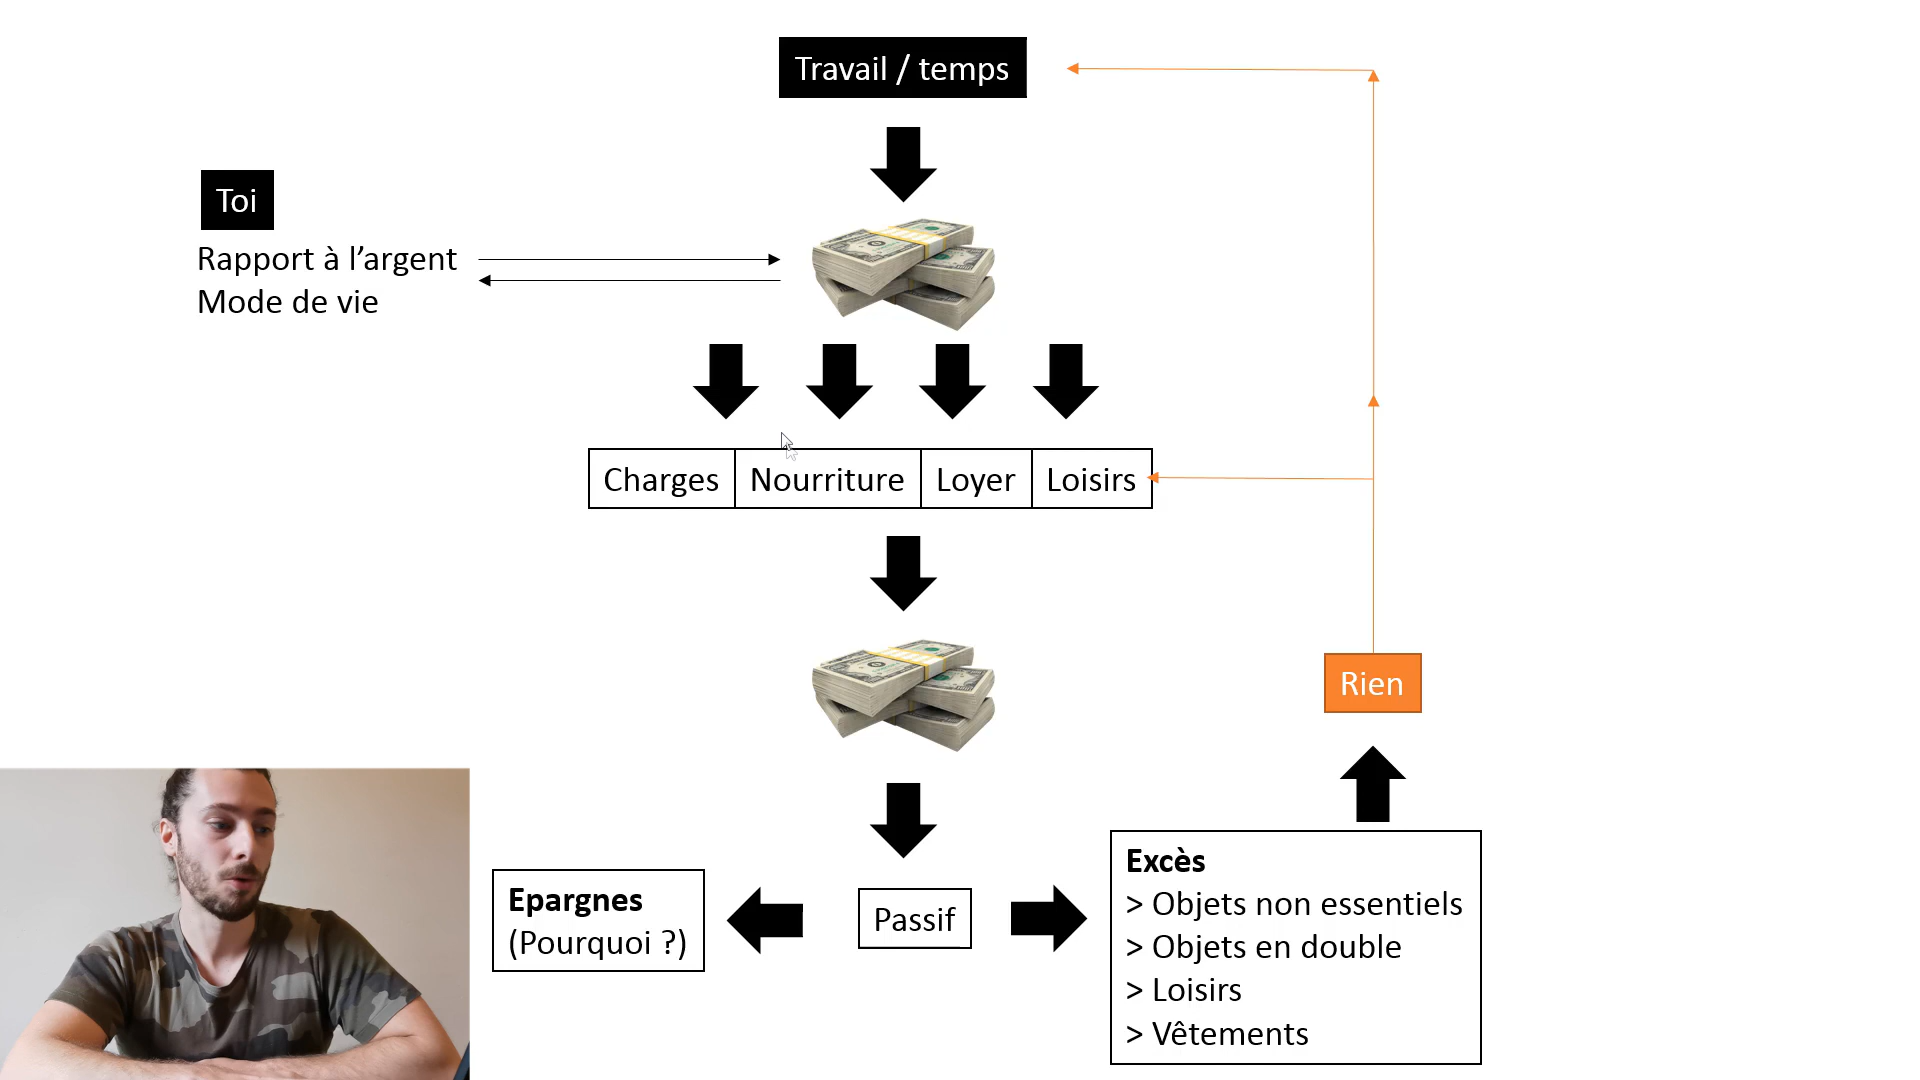 Travail / temps
Toi
Rapport à l’argent
Mode de vie
Charges
Nourriture
Loyer
Loisirs
Rien
Epargnes
(Pourquoi ?)
Passif
Excès
> Objets non essentiels
> Objets en double
> Loisirs
> Vêtements